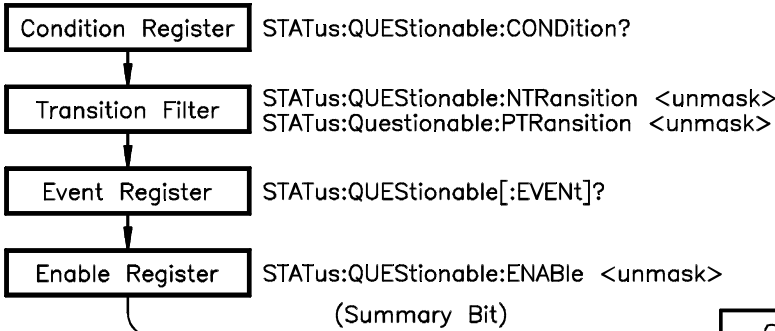 Condition Register STATus:QUEStionable:CONDition?
Transition Filter STATus:QUEStionable:NTRansition <unmask>
STATus:Questionable:PTRansition <unmask>
Event Register STATus:QUEStionable[:EVENt]?
Enable Register STATus:QUEStionable:ENABle <unmask>
(Summary Bit)